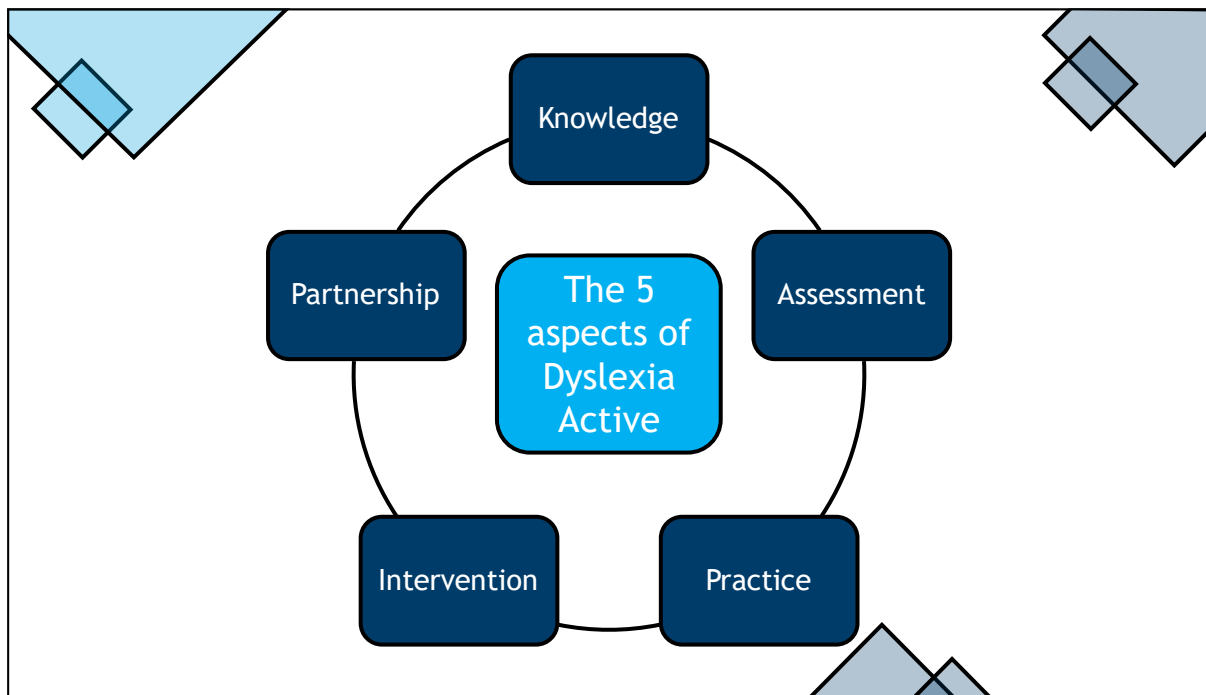 Knowledge
Partnership
The 5
aspects of
Dyslexia
Active
Assessment
Intervention
Practice